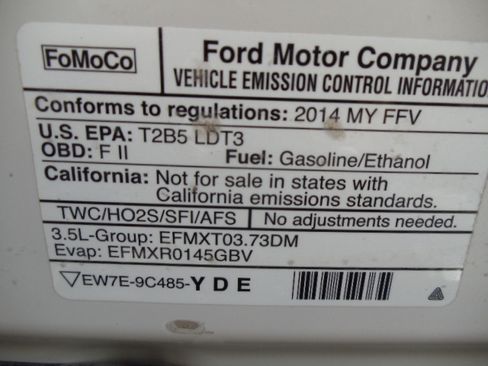 FoMoCo
Ford Motor Company
VEHICLE EMISSION CONTROL INFORMATIO
Conforms to regulations: 2014 MY FFV
U.S. EPA: T2B5 LDT3
OBD: F II Fuel: Gasoline/Ethanol
California: Not for sale in states with
California emissions standards.
TWC/HO2S/SFI/AFS No adjustments needed.
3.5L-Group: EFMXT03.73DM
Evap: EFMXR0145GBV
EW7E-9C485-Y D E